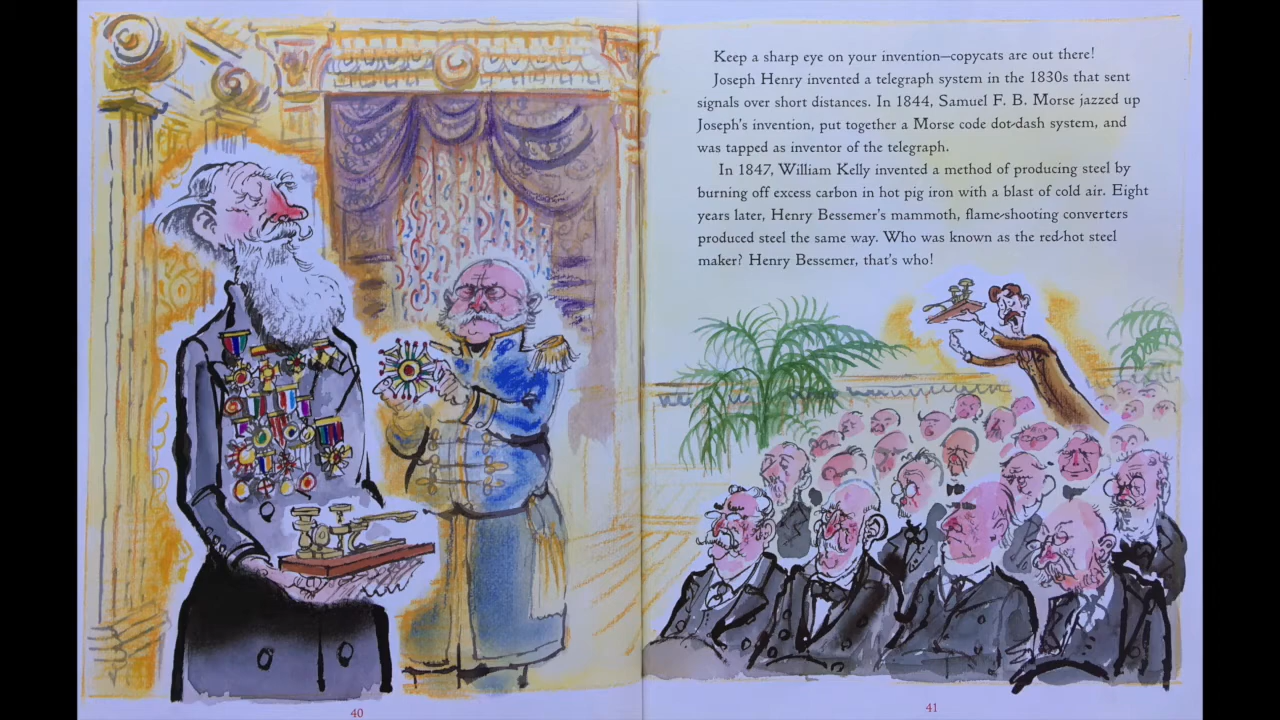 Keep a sharp eye on your invention—copycats are out there!
Joseph Henry invented a telegraph system in the 1830s that sent
signals over short distances. In 1844, Samuel F. B. Morse jazzed up
Joseph's invention, put together a Morse code dot-dash system, and
was tapped as inventor of the telegraph.
In 1847, William Kelly invented a method of producing steel by
burning off excess carbon in hot pig iron with a blast of cold air. Eight
years later, Henry Bessemer's mammoth, flame-shooting converters
produced steel the same way. Who was known as the red-hot steel
maker? Henry Bessemer, that's who!
40
41